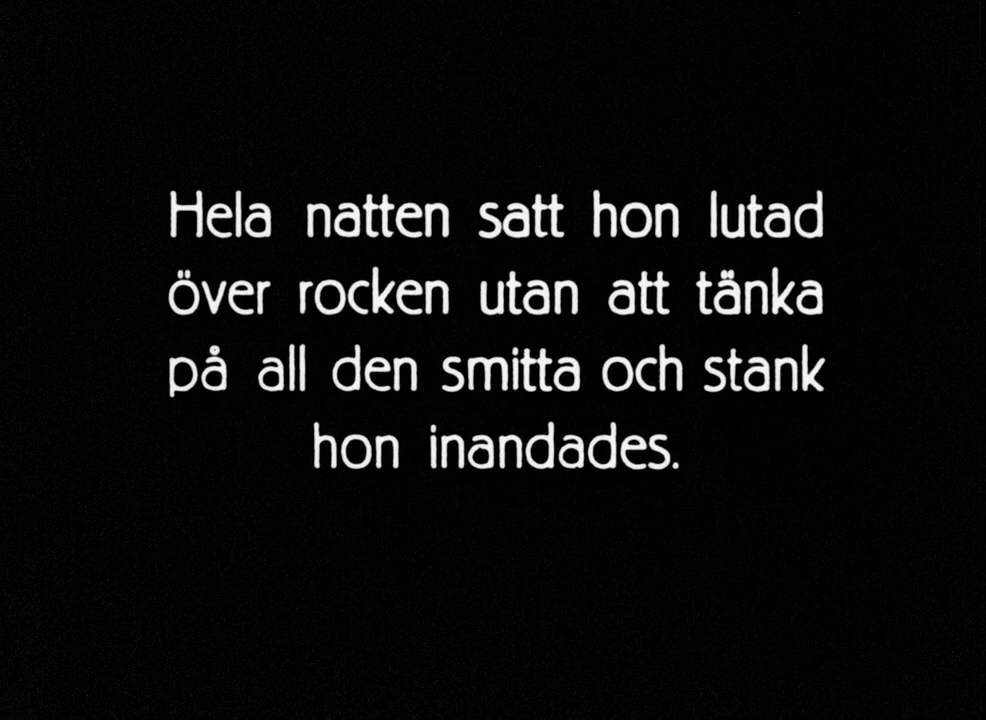 Hela natten satt hon lutad
över rocken utan att tänka
på all den smitta och stank
hon inandades.